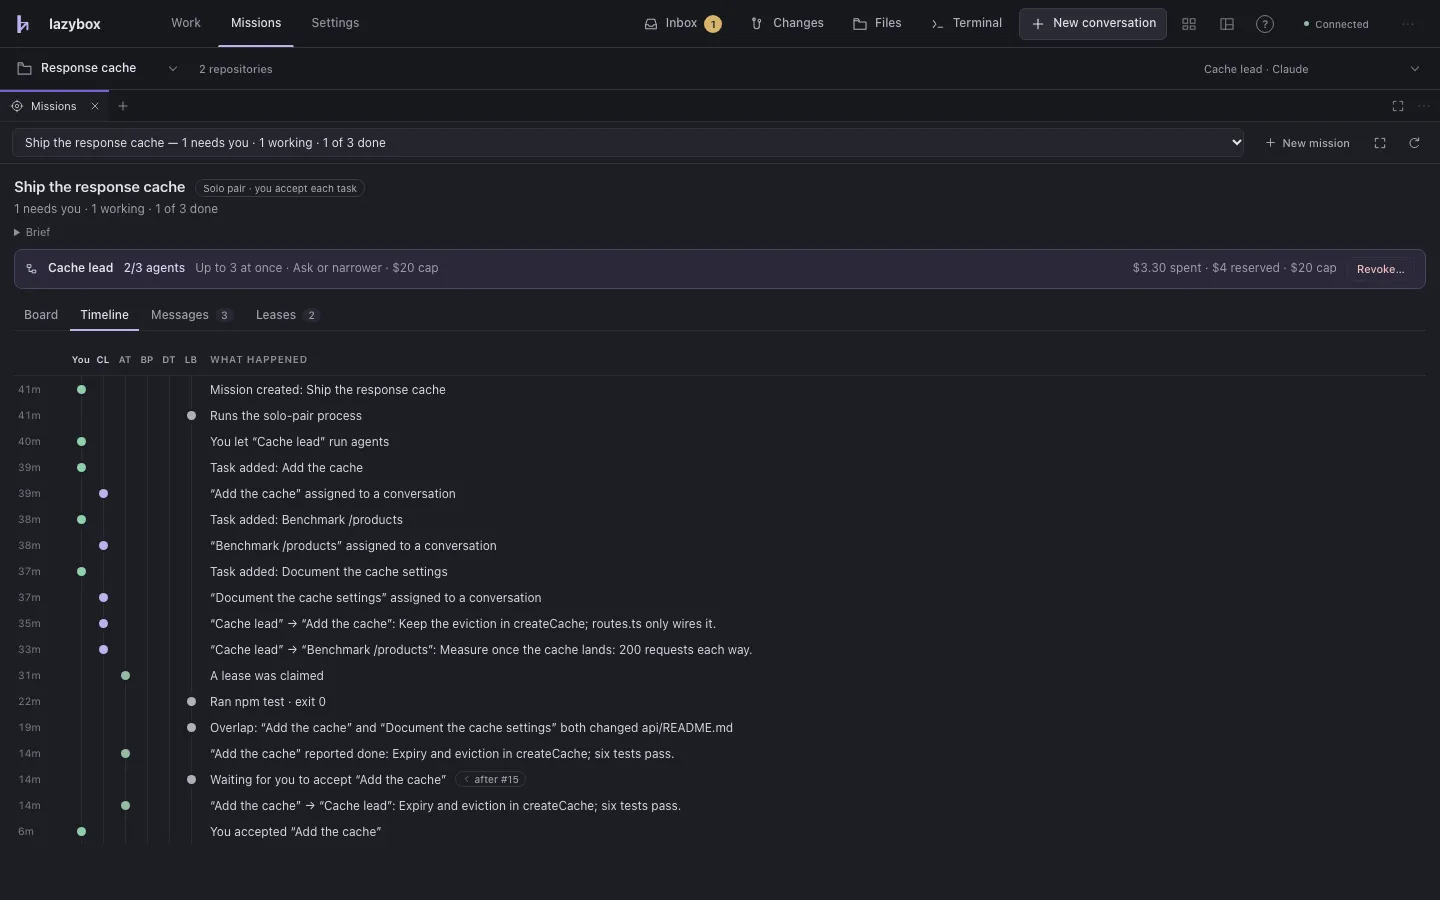 lazybox
Work
Missions
Settings
Inbox 1
Changes
Files
Terminal
New conversation
?
Connected
Response cache
2 repositories
Cache lead · Claude
Missions
Ship the response cache — 1 needs you · 1 working · 1 of 3 done
New mission
Ship the response cache
Solo pair · you accept each task
1 needs you · 1 working · 1 of 3 done
Brief
Cache lead 2/3 agents Up to 3 at once · Ask or narrower · $20 cap
$3.30 spent · $4 reserved · $20 cap
Revoke…
Board
Timeline
Messages 3
Leases 2
You CL AT BP DT LB WHAT HAPPENED
41m Mission created: Ship the response cache
41m Runs the solo-pair process
40m You let “Cache lead” run agents
39m Task added: Add the cache
39m “Add the cache” assigned to a conversation
38m Task added: Benchmark /products
38m “Benchmark /products” assigned to a conversation
37m Task added: Document the cache settings
37m “Document the cache settings” assigned to a conversation
35m “Cache lead” → “Add the cache”: Keep the eviction in createCache; routes.ts only wires it.
33m “Cache lead” → “Benchmark /products”: Measure once the cache lands: 200 requests each way.
31m A lease was claimed
22m Ran npm test · exit 0
19m Overlap: “Add the cache” and “Document the cache settings” both changed api/README.md
14m “Add the cache” reported done: Expiry and eviction in createCache; six tests pass.
14m Waiting for you to accept “Add the cache” after #15
14m “Add the cache” → “Cache lead”: Expiry and eviction in createCache; six tests pass.
6m You accepted “Add the cache”